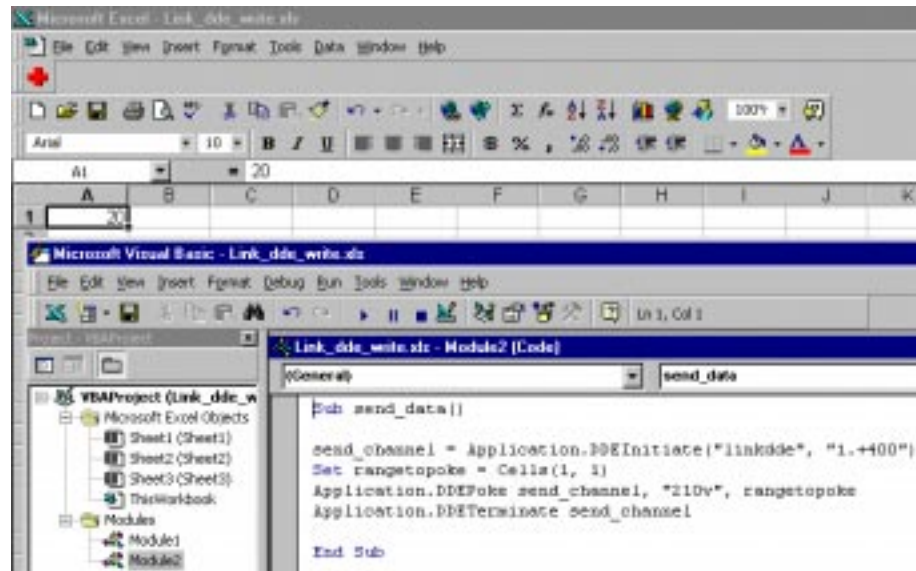 Microsoft Excel - Link_dde_write.xls
File Edit View Insert Format Tools Data Window Help
100%
Arial 10 B I U $ % ,
A1 = 20
A B C D E F G H I J K
1 20
Microsoft Visual Basic - Link_dde_write.xls
File Edit View Insert Format Debug Run Tools Window Help
Ln 1, Col 1
Project - VBAProject
Link_dde_write.xls - Module2 (Code)
(General) send_data
VBAProject (Link_dde_w
Microsoft Excel Objects
Sheet1 (Sheet1)
Sheet2 (Sheet2)
Sheet3 (Sheet3)
ThisWorkbook
Modules
Module1
Module2
Sub send_data()
send_channel = Application.DDEInitiate("linkdde", "1.+400")
Set rangetopoke = Cells(1, 1)
Application.DDEPoke send_channel, "210v", rangetopoke
Application.DDETerminate send_channel
End Sub